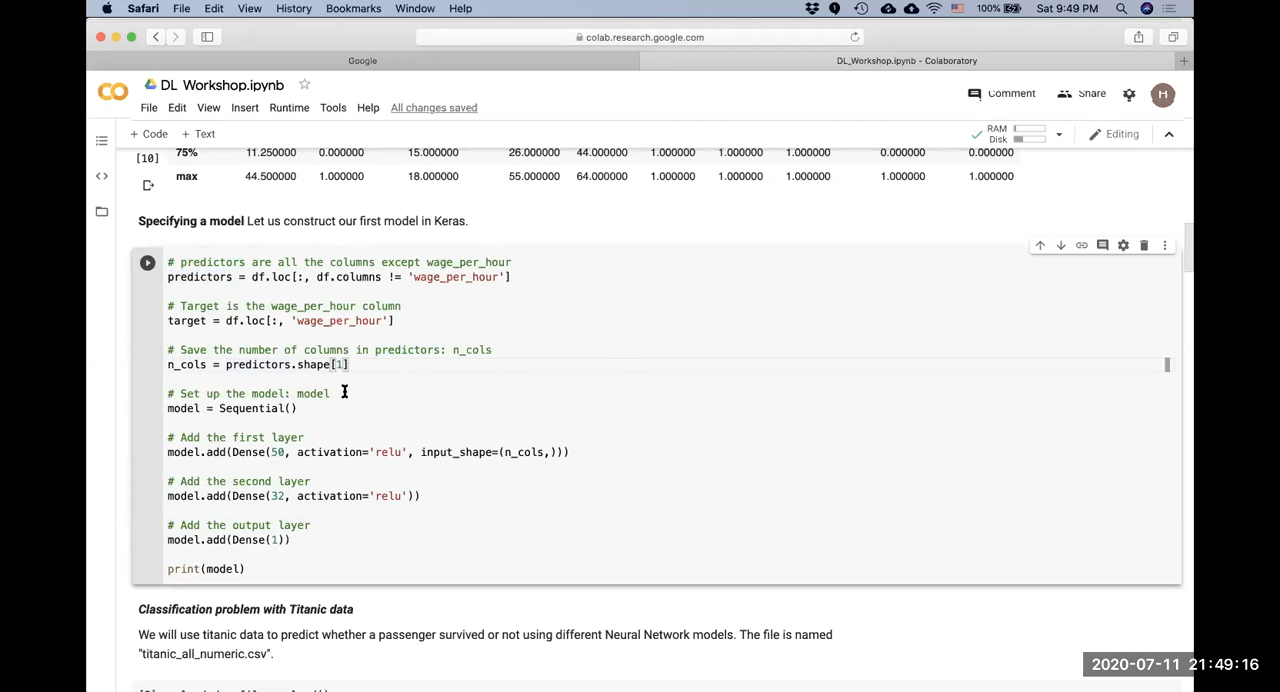 Safari File Edit View History Bookmarks Window Help 100% Sat 9:49 PM
colab.research.google.com
Google DL_Workshop.ipynb - Colaboratory
DL_Workshop.ipynb
File Edit View Insert Runtime Tools Help All changes saved
Comment Share H
+ Code + Text RAM Disk Editing
[10] 75% 11.250000 0.000000 15.000000 26.000000 44.000000 1.000000 1.000000 1.000000 0.000000 0.000000
max 44.500000 1.000000 18.000000 55.000000 64.000000 1.000000 1.000000 1.000000 1.000000 1.000000
Specifying a model Let us construct our first model in Keras.
# predictors are all the columns except wage_per_hour
predictors = df.loc[:, df.columns != 'wage_per_hour']
# Target is the wage_per_hour column
target = df.loc[:, 'wage_per_hour']
# Save the number of columns in predictors: n_cols
n_cols = predictors.shape[1]
# Set up the model: model
model = Sequential()
# Add the first layer
model.add(Dense(50, activation='relu', input_shape=(n_cols,)))
# Add the second layer
model.add(Dense(32, activation='relu'))
# Add the output layer
model.add(Dense(1))
print(model)
Classification problem with Titanic data
We will use titanic data to predict whether a passenger survived or not using different Neural Network models. The file is named
"titanic_all_numeric.csv".
2020-07-11 21:49:16